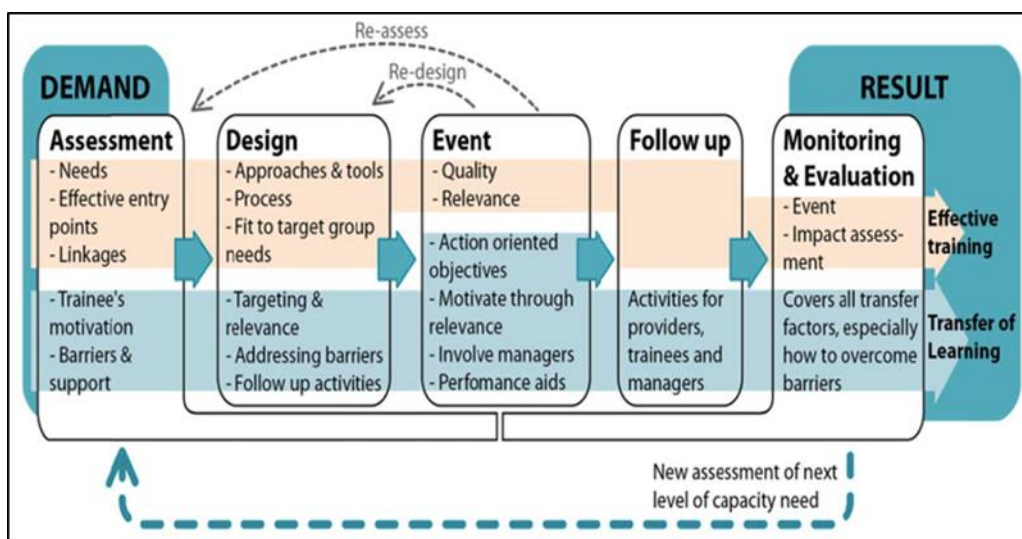 Re-assess
Re-design
DEMAND
RESULT
Assessment
- Needs
- Effective entry
points
- Linkages
- Trainee's
motivation
- Barriers &
support
Design
- Approaches & tools
- Process
- Fit to target group
needs
- Targeting &
relevance
- Addressing barriers
- Follow up activities
Event
- Quality
- Relevance
- Action oriented
objectives
- Motivate through
relevance
- Involve managers
- Perfomance aids
Follow up
Activities for
providers,
trainees and
managers
Monitoring
& Evaluation
- Event
- Impact assess-
ment
Covers all transfer
factors, especially
how to overcome
barriers
Effective
training
Transfer of
Learning
New assessment of next
level of capacity need